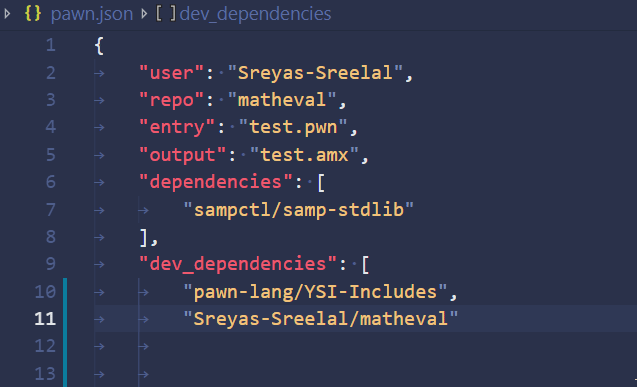 {} pawn.json > [ ] dev_dependencies
1 {
2 "user": "Sreyas-Sreelal",
3 "repo": "matheval",
4 "entry": "test.pwn",
5 "output": "test.amx",
6 "dependencies": [
7 "sampctl/samp-stdlib"
8 ],
9 "dev_dependencies": [
10 "pawn-lang/YSI-Includes",
11 "Sreyas-Sreelal/matheval"
12
13